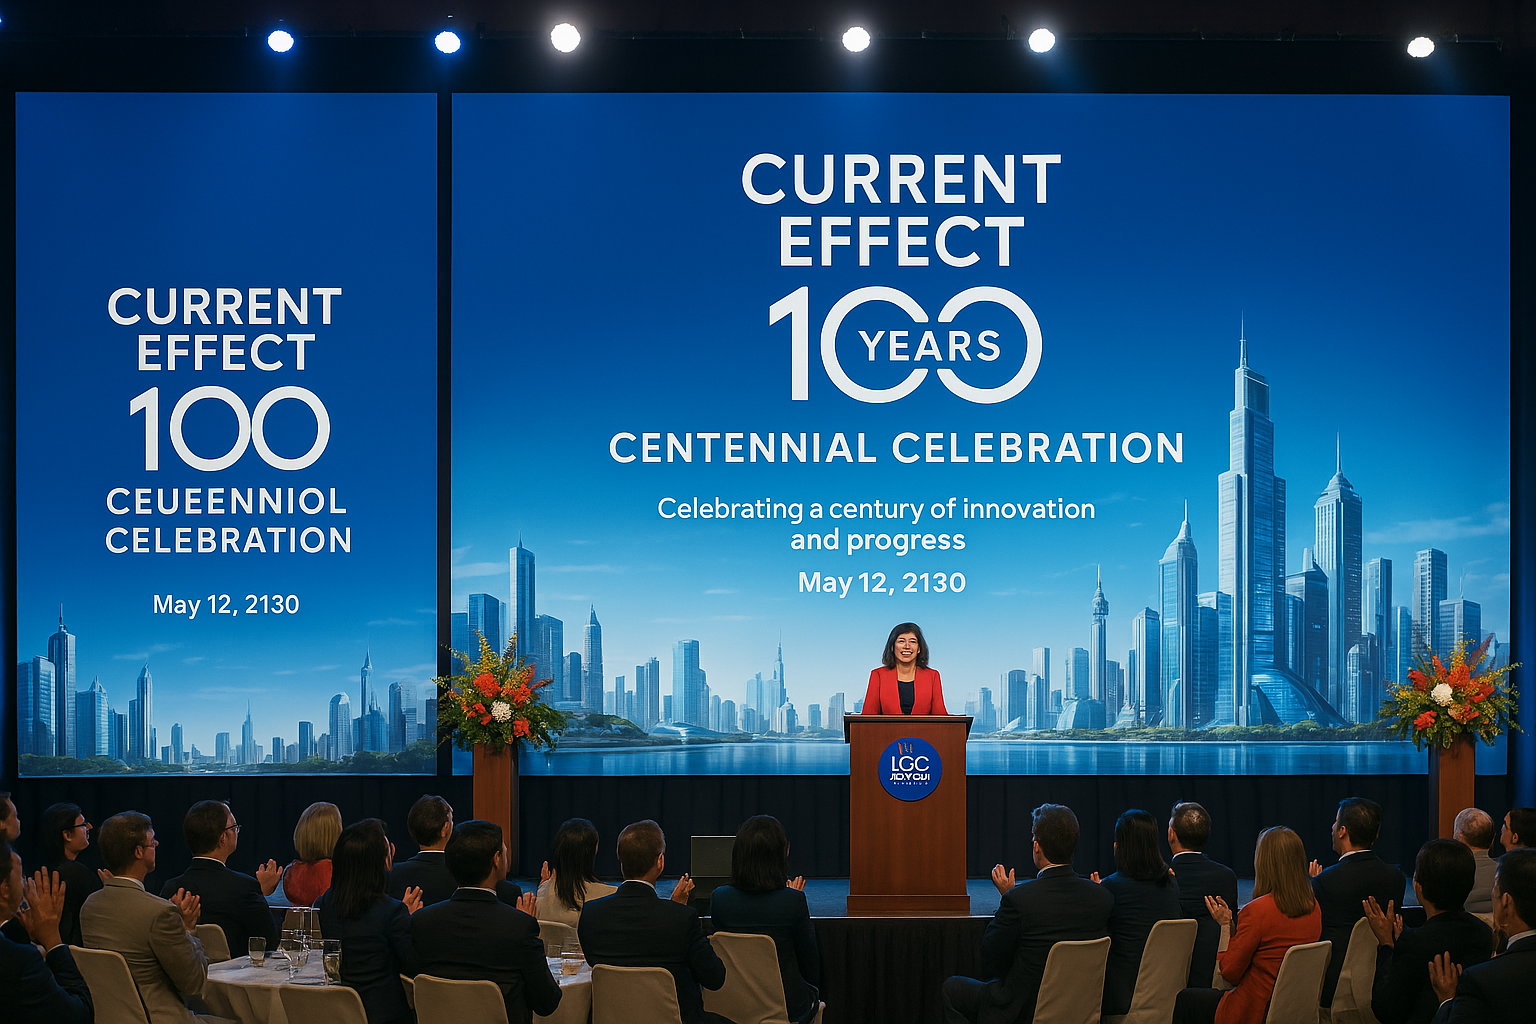 CURRENT
EFFECT
100
CEUEENNIOL
CELEBRATION
May 12, 2130
CURRENT
EFFECT
100
YEARS
CENTENNIAL CELEBRATION
Celebrating a century of innovation
and progress
May 12, 2130
LGC